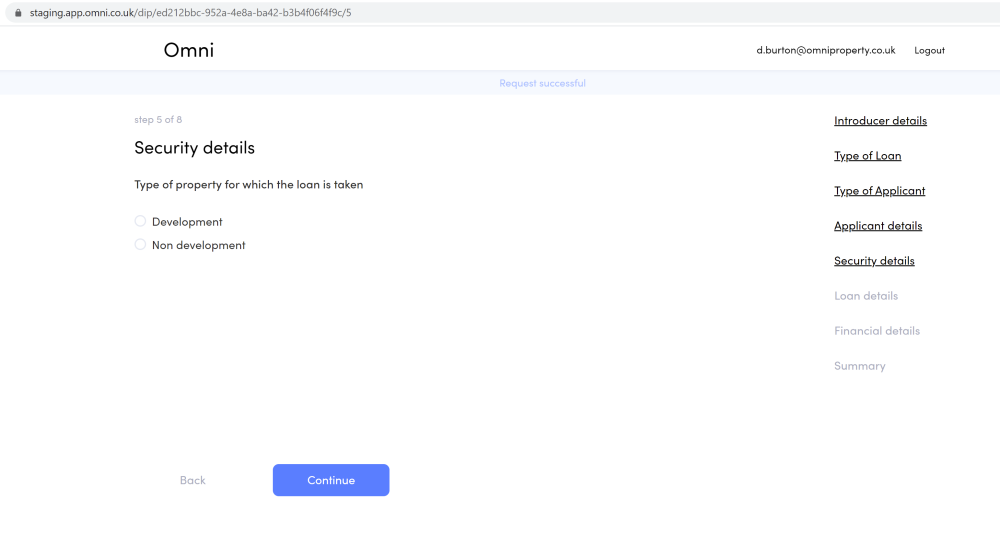 staging.app.omni.co.uk/dip/ed212bbc-952a-4e8a-ba42-b3b4f06f4f9c/5
Omni
d.burton@omniproperty.co.uk Logout
Request successful
step 5 of 8
Security details
Type of property for which the loan is taken
Development
Non development
Back
Continue
Introducer details
Type of Loan
Type of Applicant
Applicant details
Security details
Loan details
Financial details
Summary